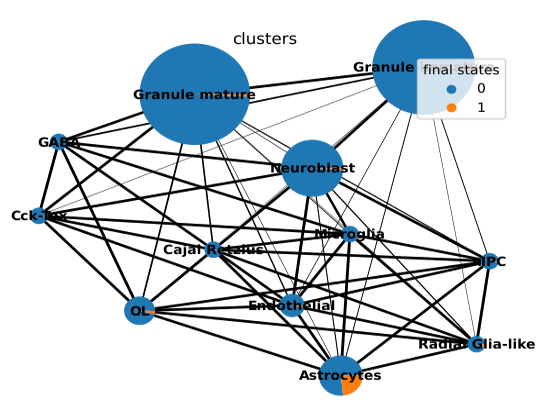 clusters
Granule mature
Granule
final states
0
1
GABA
Neuroblast
Cck-Tox
Microglia
Cajal Retzius
IPC
OL
Endothelial
Radial Glia-like
Astrocytes